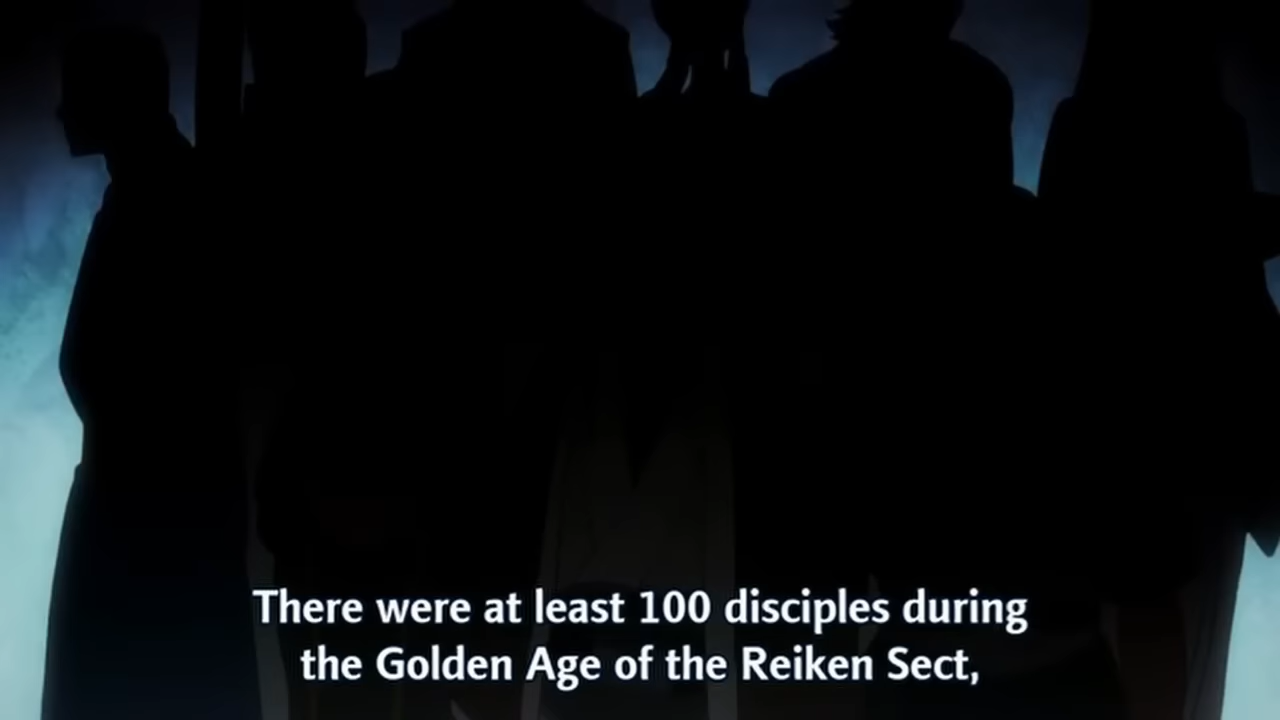 There were at least 100 disciples during
the Golden Age of the Reiken Sect,